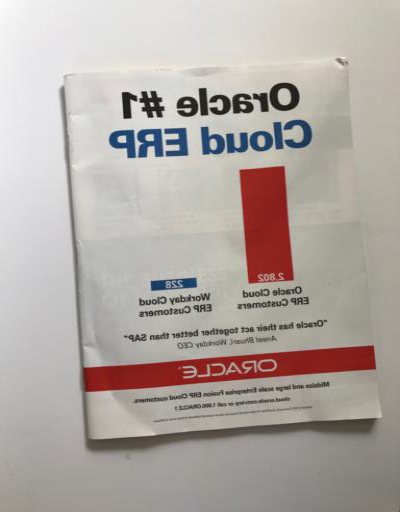 Oracle #1
Cloud ERP
2,802
228
Oracle Cloud
ERP Customers
Workday Cloud
ERP Customers
"Oracle has their act together better than SAP"
Aneel Bhusri, Workday CEO
ORACLE
Midsize and large scale Enterprise Fusion ERP Cloud customers.
cloud.oracle.com/erp or call 1.800.ORACLE.1